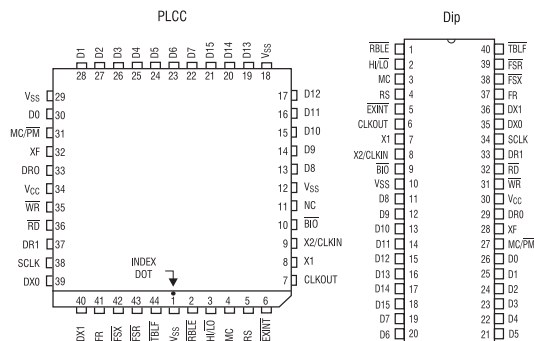 PLCC
D1 D2 D3 D4 D5 D6 D7 D15 D14 D13 VSS
28 27 26 25 24 23 22 21 20 19 18
VSS 29
D0 30
MC/PM 31
XF 32
DR0 33
VCC 34
WR 35
RD 36
DR1 37
SCLK 38
DX0 39
17 D12
16 D11
15 D10
14 D9
13 D8
12 VSS
11 NC
10 BIO
9 X2/CLKIN
8 X1
7 CLKOUT
INDEX
DOT
40 41 42 43 44 1 2 3 4 5 6
DX1 FR FSX FSR TBLF VSS RBLE HI/LO MC RS EXINT
Dip
RBLE 1 40 TBLF
HI/LO 2 39 FSR
MC 3 38 FSX
RS 4 37 FR
EXINT 5 36 DX1
CLKOUT 6 35 DX0
X1 7 34 SCLK
X2/CLKIN 8 33 DR1
BIO 9 32 RD
VSS 10 31 WR
D8 11 30 VCC
D9 12 29 DR0
D10 13 28 XF
D11 14 27 MC/PM
D12 15 26 D0
D13 16 25 D1
D14 17 24 D2
D15 18 23 D3
D7 19 22 D4
D6 20 21 D5